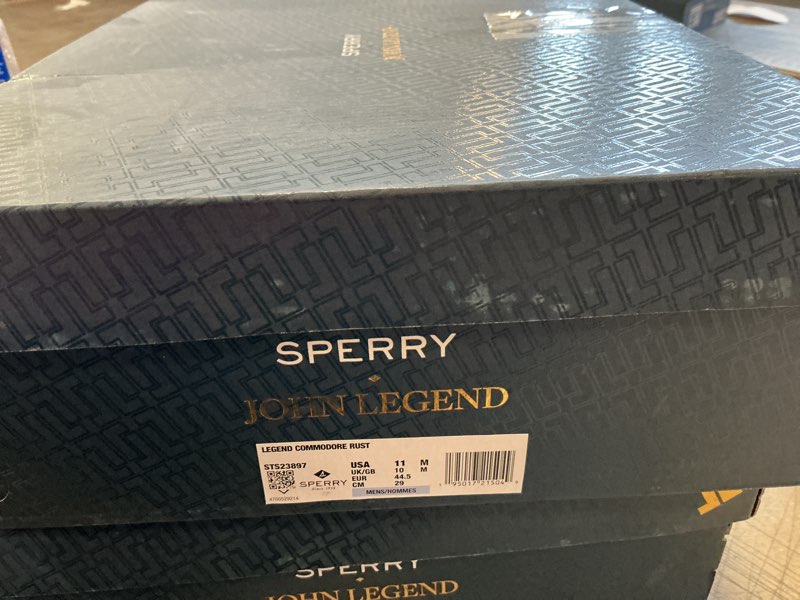 SPERRY
SPERRY
JOHN LEGEND
LEGEND COMMODORE RUST
STS23897
SPERRY
USA 11 M
UK/GB 10 M
EUR 44.5
CM 29
MENS/HOMMES
SPERRY
JOHN LEGEND